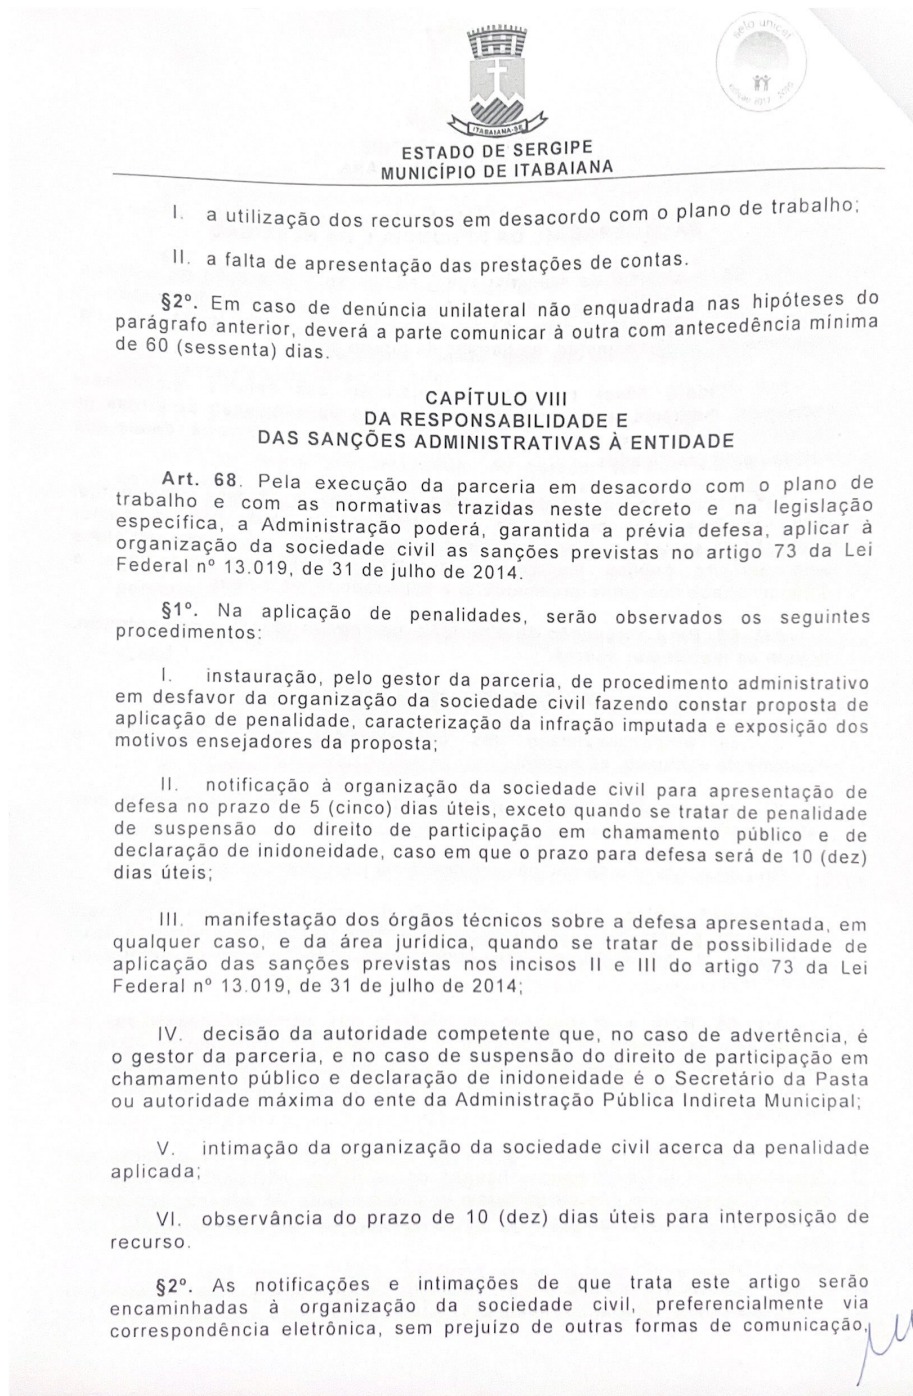 selo unicef
ITABAIANA-SE
ESTADO DE SERGIPE
MUNICÍPIO DE ITABAIANA
I. a utilização dos recursos em desacordo com o plano de trabalho;
II. a falta de apresentação das prestações de contas.
§2º. Em caso de denúncia unilateral não enquadrada nas hipóteses do
parágrafo anterior, deverá a parte comunicar à outra com antecedência mínima
de 60 (sessenta) dias.
CAPÍTULO VIII
DA RESPONSABILIDADE E
DAS SANÇÕES ADMINISTRATIVAS À ENTIDADE
Art. 68. Pela execução da parceria em desacordo com o plano de
trabalho e com as normativas trazidas neste decreto e na legislação
específica, a Administração poderá, garantida a prévia defesa, aplicar à
organização da sociedade civil as sanções previstas no artigo 73 da Lei
Federal nº 13.019, de 31 de julho de 2014.
§1º. Na aplicação de penalidades, serão observados os seguintes
procedimentos:
I. instauração, pelo gestor da parceria, de procedimento administrativo
em desfavor da organização da sociedade civil fazendo constar proposta de
aplicação de penalidade, caracterização da infração imputada e exposição dos
motivos ensejadores da proposta;
II. notificação à organização da sociedade civil para apresentação de
defesa no prazo de 5 (cinco) dias úteis, exceto quando se tratar de penalidade
de suspensão do direito de participação em chamamento público e de
declaração de inidoneidade, caso em que o prazo para defesa será de 10 (dez)
dias úteis;
III. manifestação dos órgãos técnicos sobre a defesa apresentada, em
qualquer caso, e da área jurídica, quando se tratar de possibilidade de
aplicação das sanções previstas nos incisos II e III do artigo 73 da Lei
Federal nº 13.019, de 31 de julho de 2014;
IV. decisão da autoridade competente que, no caso de advertência, é
o gestor da parceria, e no caso de suspensão do direito de participação em
chamamento público e declaração de inidoneidade é o Secretário da Pasta
ou autoridade máxima do ente da Administração Pública Indireta Municipal;
V. intimação da organização da sociedade civil acerca da penalidade
aplicada;
VI. observância do prazo de 10 (dez) dias úteis para interposição de
recurso.
§2º. As notificações e intimações de que trata este artigo serão
encaminhadas à organização da sociedade civil, preferencialmente via
correspondência eletrônica, sem prejuízo de outras formas de comunicação,